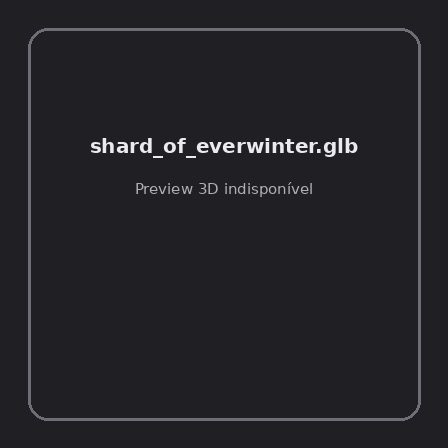 shard_of_everwinter.glb
Preview 3D indisponível